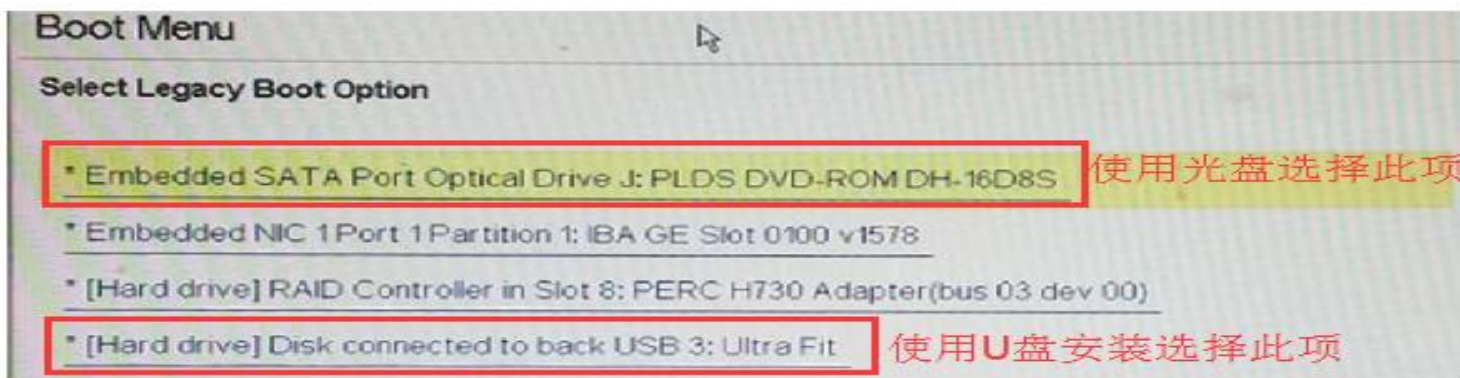 Boot Menu
Select Legacy Boot Option
* Embedded SATA Port Optical Drive J: PLDS DVD-ROM DH-16D8S 使用光盘选择此项
* Embedded NIC 1 Port 1 Partition 1: IBA GE Slot 0100 v1578
* [Hard drive] RAID Controller in Slot 8: PERC H730 Adapter(bus 03 dev 00)
* [Hard drive] Disk connected to back USB 3: Ultra Fit 使用U盘安装选择此项